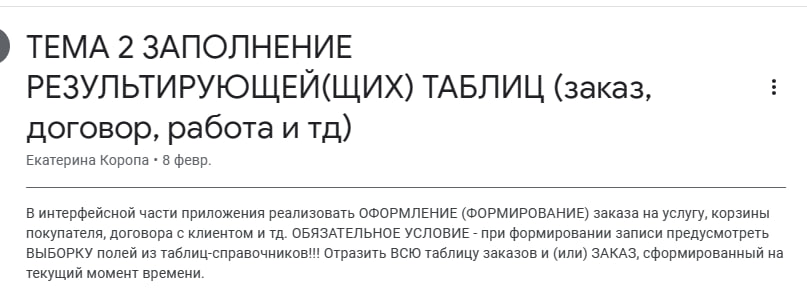 ТЕМА 2 ЗАПОЛНЕНИЕ
РЕЗУЛЬТИРУЮЩЕЙ(ЩИХ) ТАБЛИЦ (заказ,
договор, работа и тд)
Екатерина Коропа • 8 февр.
В интерфейсной части приложения реализовать ОФОРМЛЕНИЕ (ФОРМИРОВАНИЕ) заказа на услугу, корзины
покупателя, договора с клиентом и тд. ОБЯЗАТЕЛЬНОЕ УСЛОВИЕ - при формировании записи предусмотреть
ВЫБОРКУ полей из таблиц-справочников!!! Отразить ВСЮ таблицу заказов и (или) ЗАКАЗ, сформированный на
текущий момент времени.